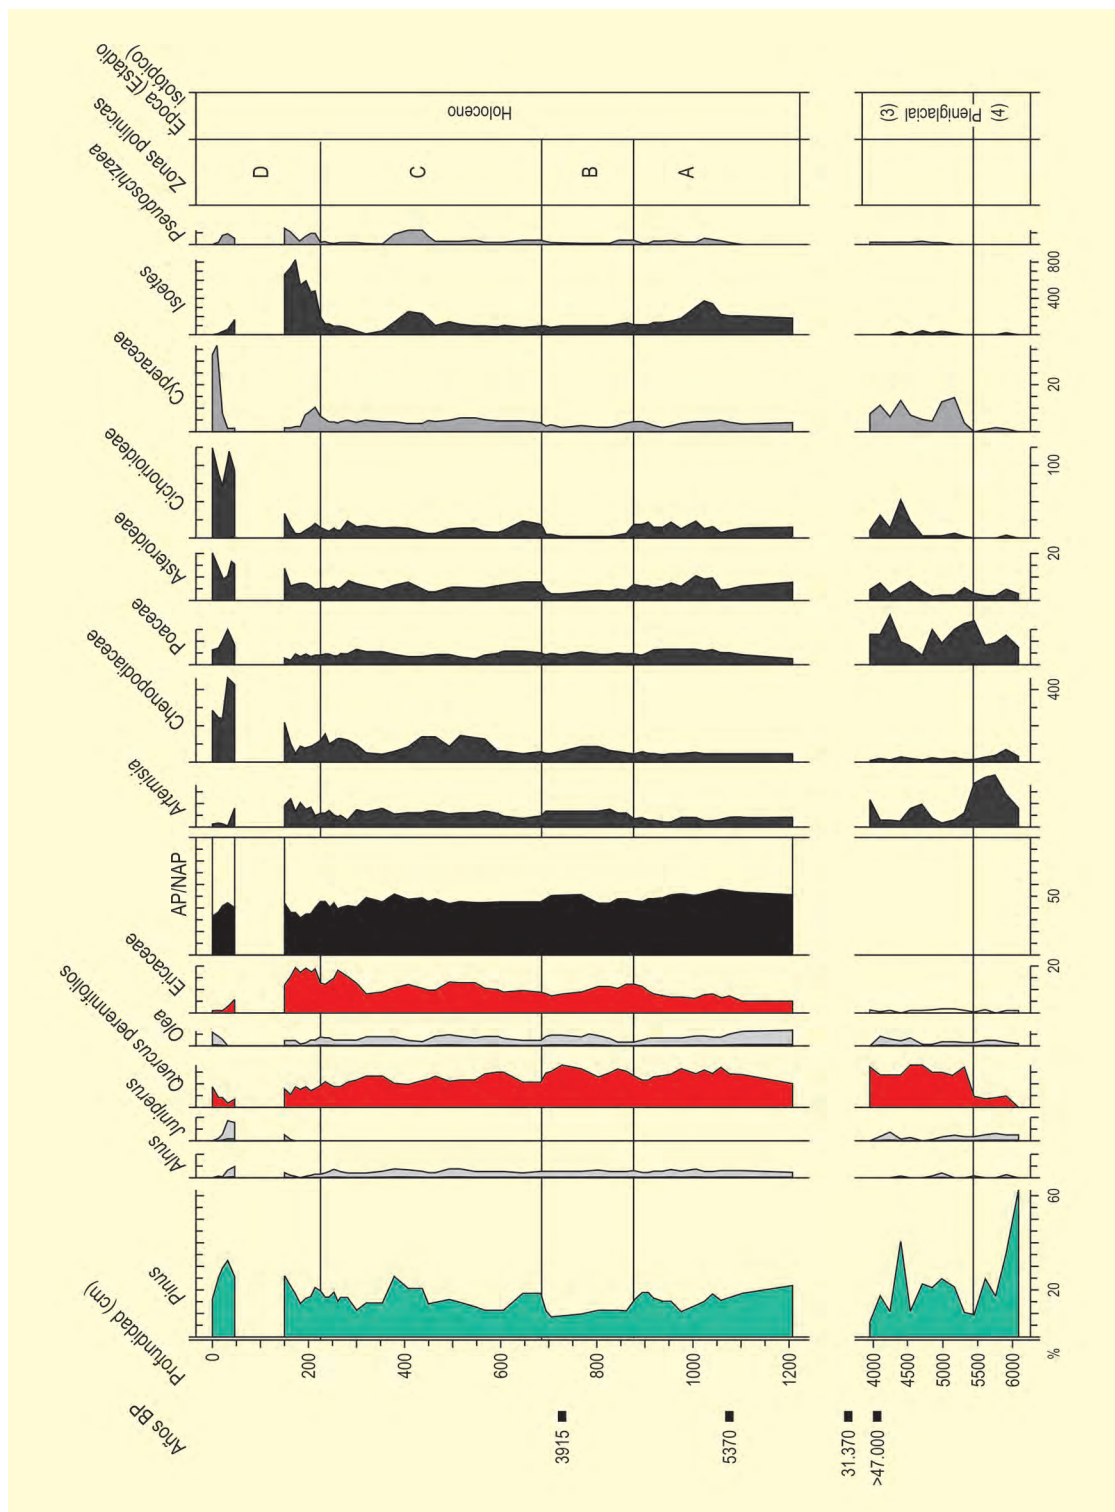 Años BP
Profundidad (cm)
Pinus
Alnus
Juniperus
Quercus perennifolios
Olea
Ericaceae
AP/NAP
Artemisia
Chenopodiaceae
Poaceae
Asteroideae
Cichorioideae
Cyperaceae
Isoetes
Pseudoschizaea
Zonas polínicas
Época (Estadio
isotópico)
0
200
400
600
800
1000
1200
4000
4500
5000
5500
6000
%
3915
5370
31.370
>47.000
D
C
B
A
Holoceno
(3)
Pleniglacial
(4)
20
60
20
50
400
20
100
20
400
800